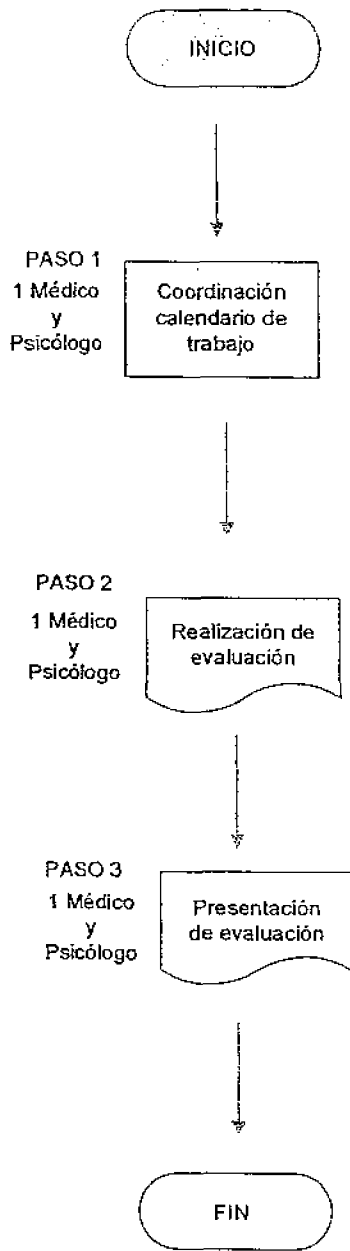 INICIO
PASO 1
1 Médico
y
Psicólogo
Coordinación
calendario de
trabajo
PASO 2
1 Médico
y
Psicólogo
Realización de
evaluación
PASO 3
1 Médico
y
Psicólogo
Presentación
de evaluación
FIN